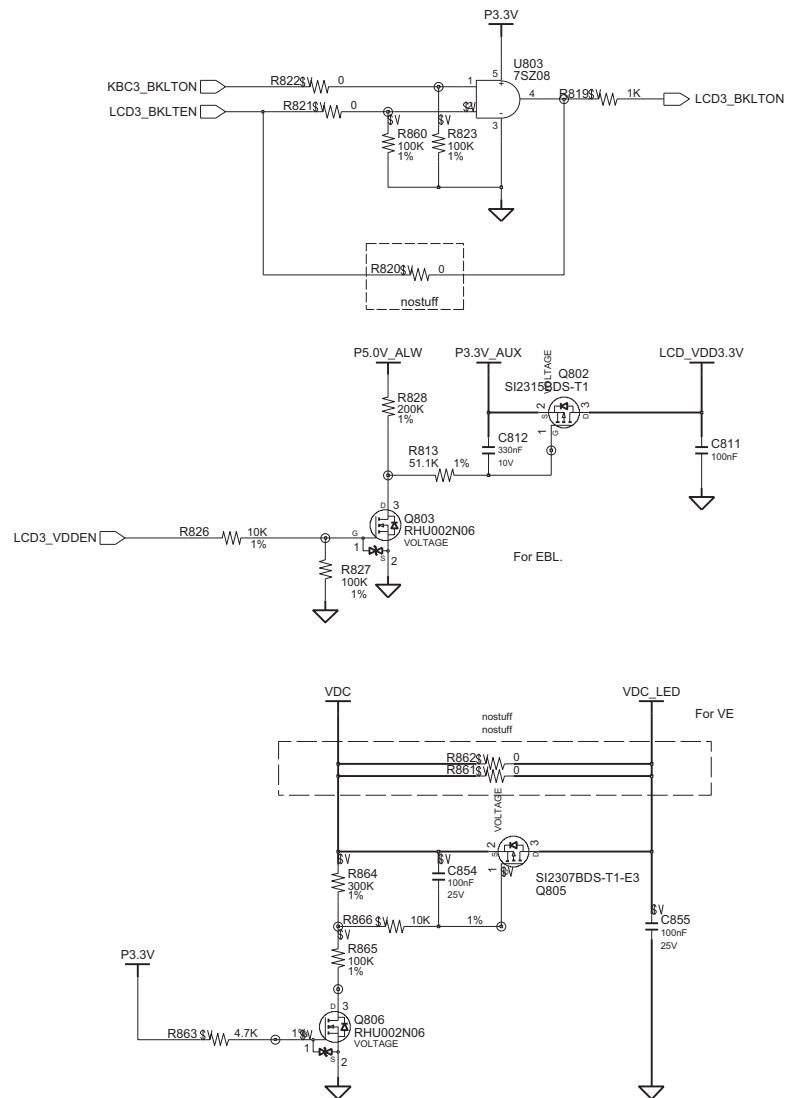 P3.3V
U803
7SZ08
KBC3_BKLTON
R822 $V 0
1
5
+
LCD3_BKLTEN
R821 $V 0
4
R819 $V 1K
LCD3_BKLTON
-
3
$V
$V
R860
100K
1%
R823
100K
1%
R820 $V 0
nostuff
P5.0V_ALW
P3.3V_AUX
LCD_VDD3.3V
VOLTAGE
Q802
SI2315BDS-T1
R828
200K
1%
2
S
3
D
1
G
C812
330nF
10V
C811
100nF
R813
51.1K 1%
D 3
Q803
RHU002N06
VOLTAGE
LCD3_VDDEN
R826
10K
1%
G
1
S
2
R827
100K
1%
For EBL.
VDC
VDC_LED
For VE
nostuff
nostuff
R862 $V 0
R861 $V 0
VOLTAGE
2
S
3
D
1
$V
R864
300K
1%
$V
C854
100nF
25V
SI2307BDS-T1-E3
Q805
$V
C855
100nF
25V
R866 $V 10K 1%
$V
R865
100K
1%
P3.3V
D 3
Q806
RHU002N06
VOLTAGE
R863 $V 4.7K 1%
1
S
2